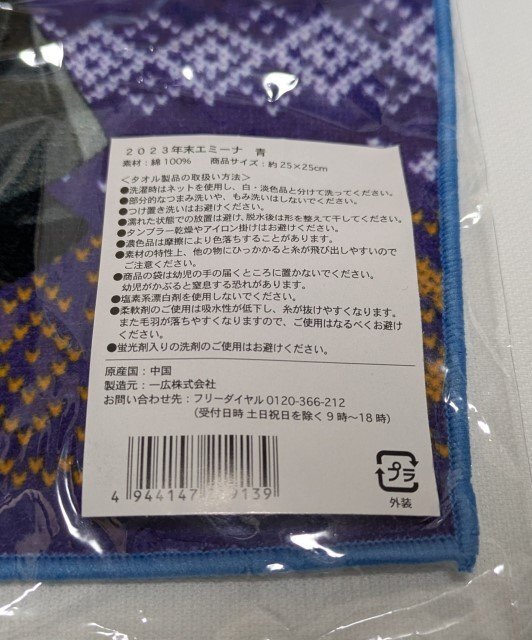 2023年末エミーナ　青
素材：綿100%　商品サイズ：約25×25cm
＜タオル製品の取扱い方法＞
●洗濯時はネットを使用し、白・淡色品と分けて洗ってください。
●部分的なつまみ洗いや、もみ洗いはしないでください。
●つけ置き洗いはお避けください。
●濡れた状態での放置は避け、脱水後は形を整えて干してください。
●タンブラー乾燥やアイロン掛けはお避けください。
●濃色品は摩擦により色落ちすることがあります。
●素材の特性上、他の物にひっかかると糸が飛び出しやすいので
ご注意ください。
●商品の袋は幼児の手の届くところに置かないでください。
幼児がかぶると窒息する恐れがあります。
●塩素系漂白剤を使用しないでください。
●柔軟剤のご使用は吸水性が低下し、糸が抜けやすくなります。
また毛羽が落ちやすくなりますので、ご使用はなるべくお避け
ください。
●蛍光剤入りの洗剤のご使用はお避けください。
原産国：中国
製造元：一広株式会社
お問い合わせ先：フリーダイヤル 0120-366-212
（受付日時 土日祝日を除く9時～18時）
4 944147 9139
プラ
外装